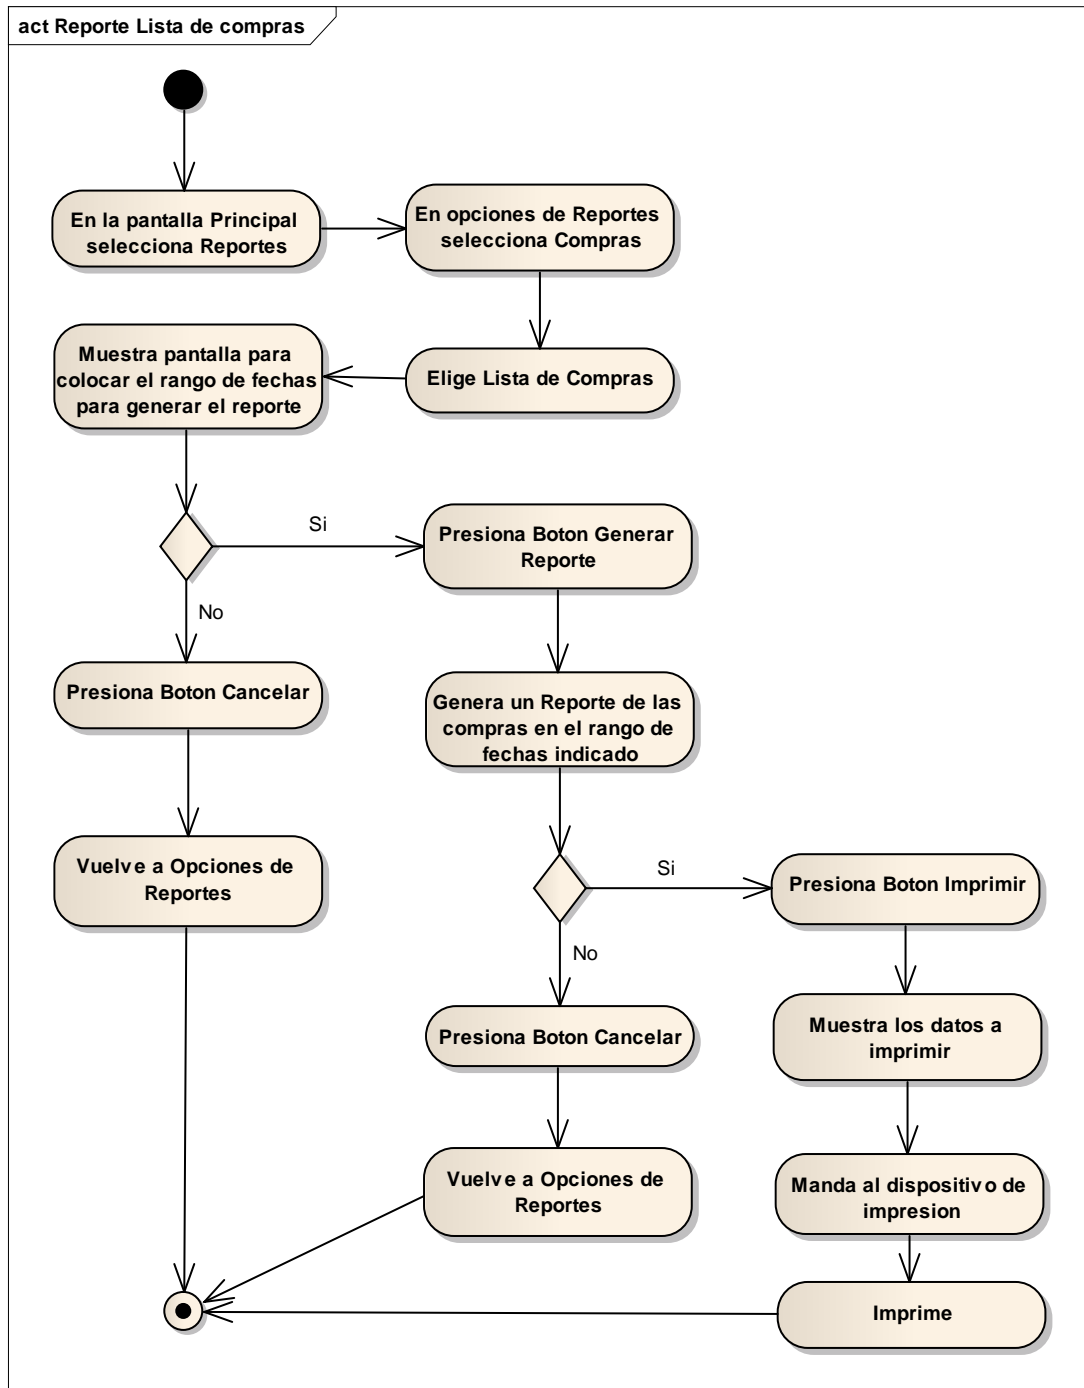 act Reporte Lista de compras
En la pantalla Principal
selecciona Reportes
En opciones de Reportes
selecciona Compras
Muestra pantalla para
colocar el rango de fechas
para generar el reporte
Elige Lista de Compras
Si
Presiona Boton Generar
Reporte
No
Presiona Boton Cancelar
Genera un Reporte de las
compras en el rango de
fechas indicado
Vuelve a Opciones de
Reportes
Si
Presiona Boton Imprimir
No
Presiona Boton Cancelar
Muestra los datos a
imprimir
Vuelve a Opciones de
Reportes
Manda al dispositivo de
impresion
Imprime